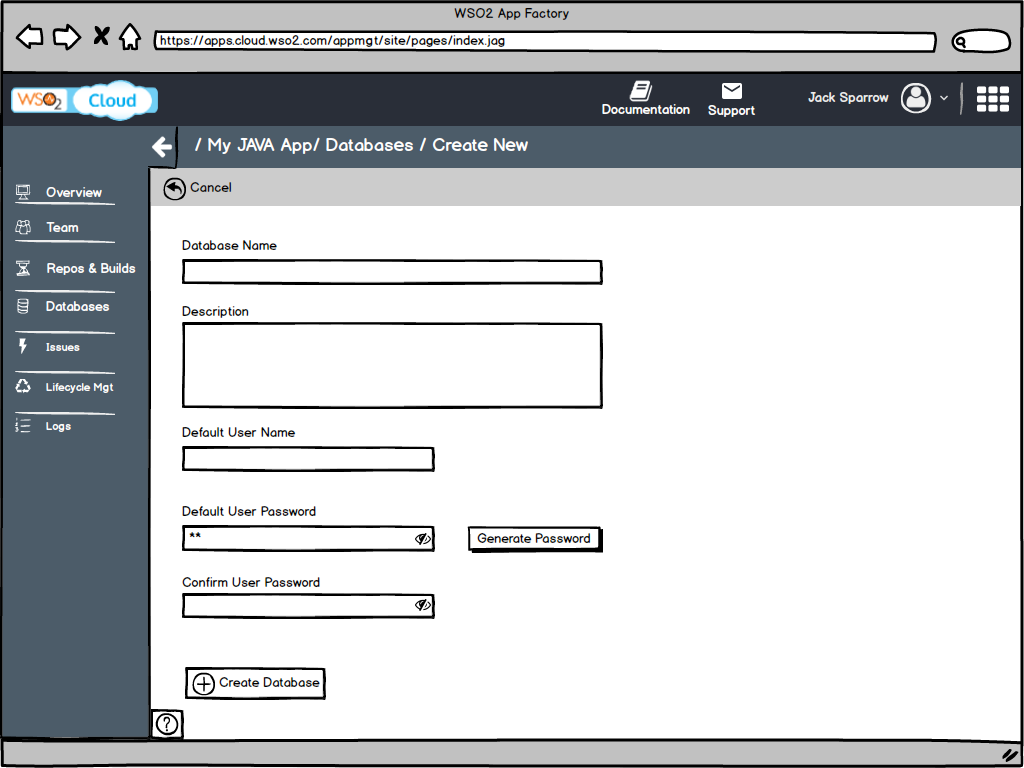 WSO2 App Factory
https://apps.cloud.wso2.com/appmgt/site/pages/index.jag
WSO2 Cloud
Documentation
Support
Jack Sparrow
/ My JAVA App/ Databases / Create New
Cancel
Overview
Team
Repos & Builds
Databases
Issues
Lifecycle Mgt
Logs
Database Name
Description
Default User Name
Default User Password
**
Generate Password
Confirm User Password
Create Database
?